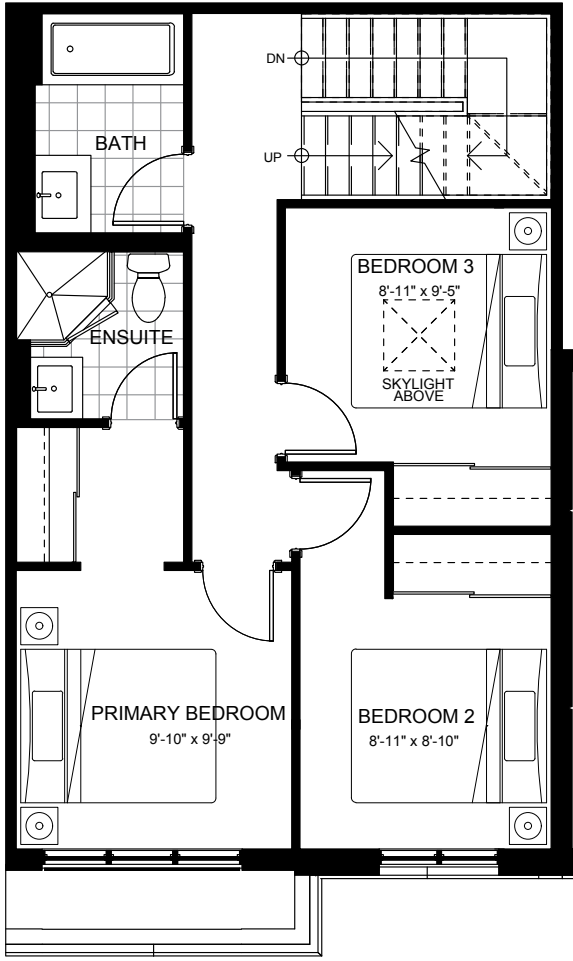 DN
BATH
UP
BEDROOM 3
8'-11" x 9'-5"
ENSUITE
SKYLIGHT
ABOVE
PRIMARY BEDROOM
9'-10" x 9'-9"
BEDROOM 2
8'-11" x 8'-10"